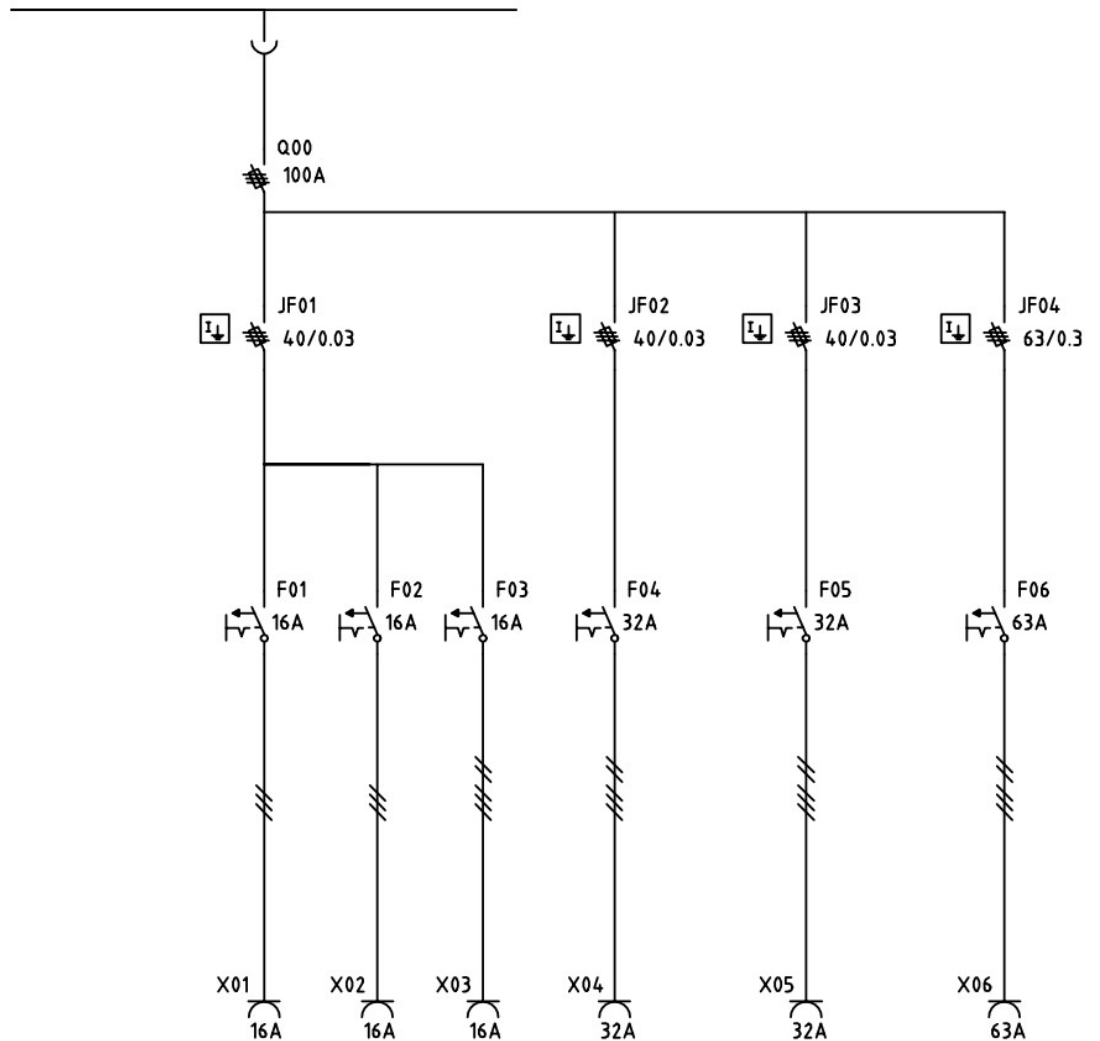 Q00
100A
JF01
JF02
JF03
JF04
I
40/0.03
I
40/0.03
I
40/0.03
I
63/0.3
F01
F02
F03
F04
F05
F06
16A
16A
16A
32A
32A
63A
X01
X02
X03
X04
X05
X06
16A
16A
16A
32A
32A
63A